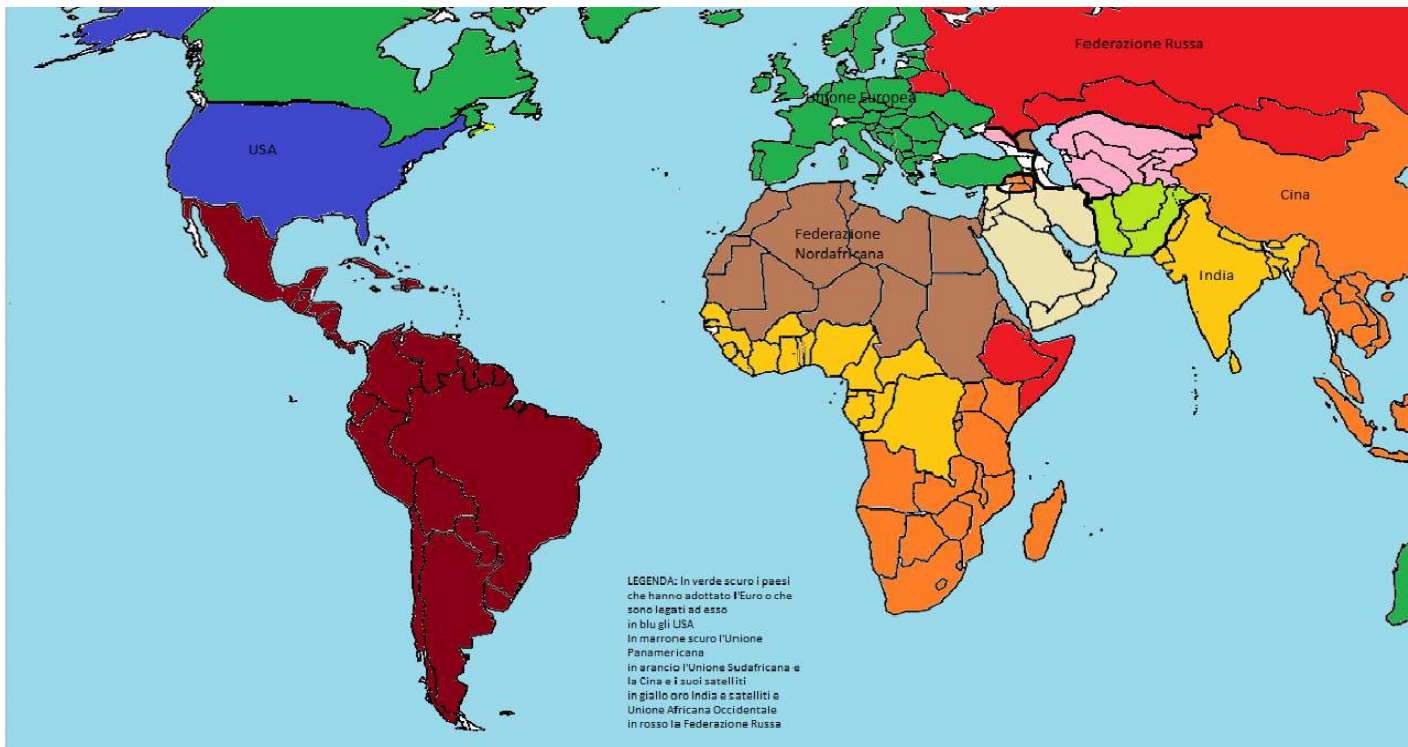 Federazione Russa
Unione Europea
USA
Cina
Federazione
Nordafricana
India
LEGENDA: In verde scuro i paesi
che hanno adottato l'Euro o che
sono legati ad esso
in blu gli USA
In marrone scuro l'Unione
Panamericana
in arancio l'Unione Sudafricana e
la Cina e i suoi satelliti
in giallo oro India e satelliti e
Unione Africana Occidentale
in rosso la Federazione Russa